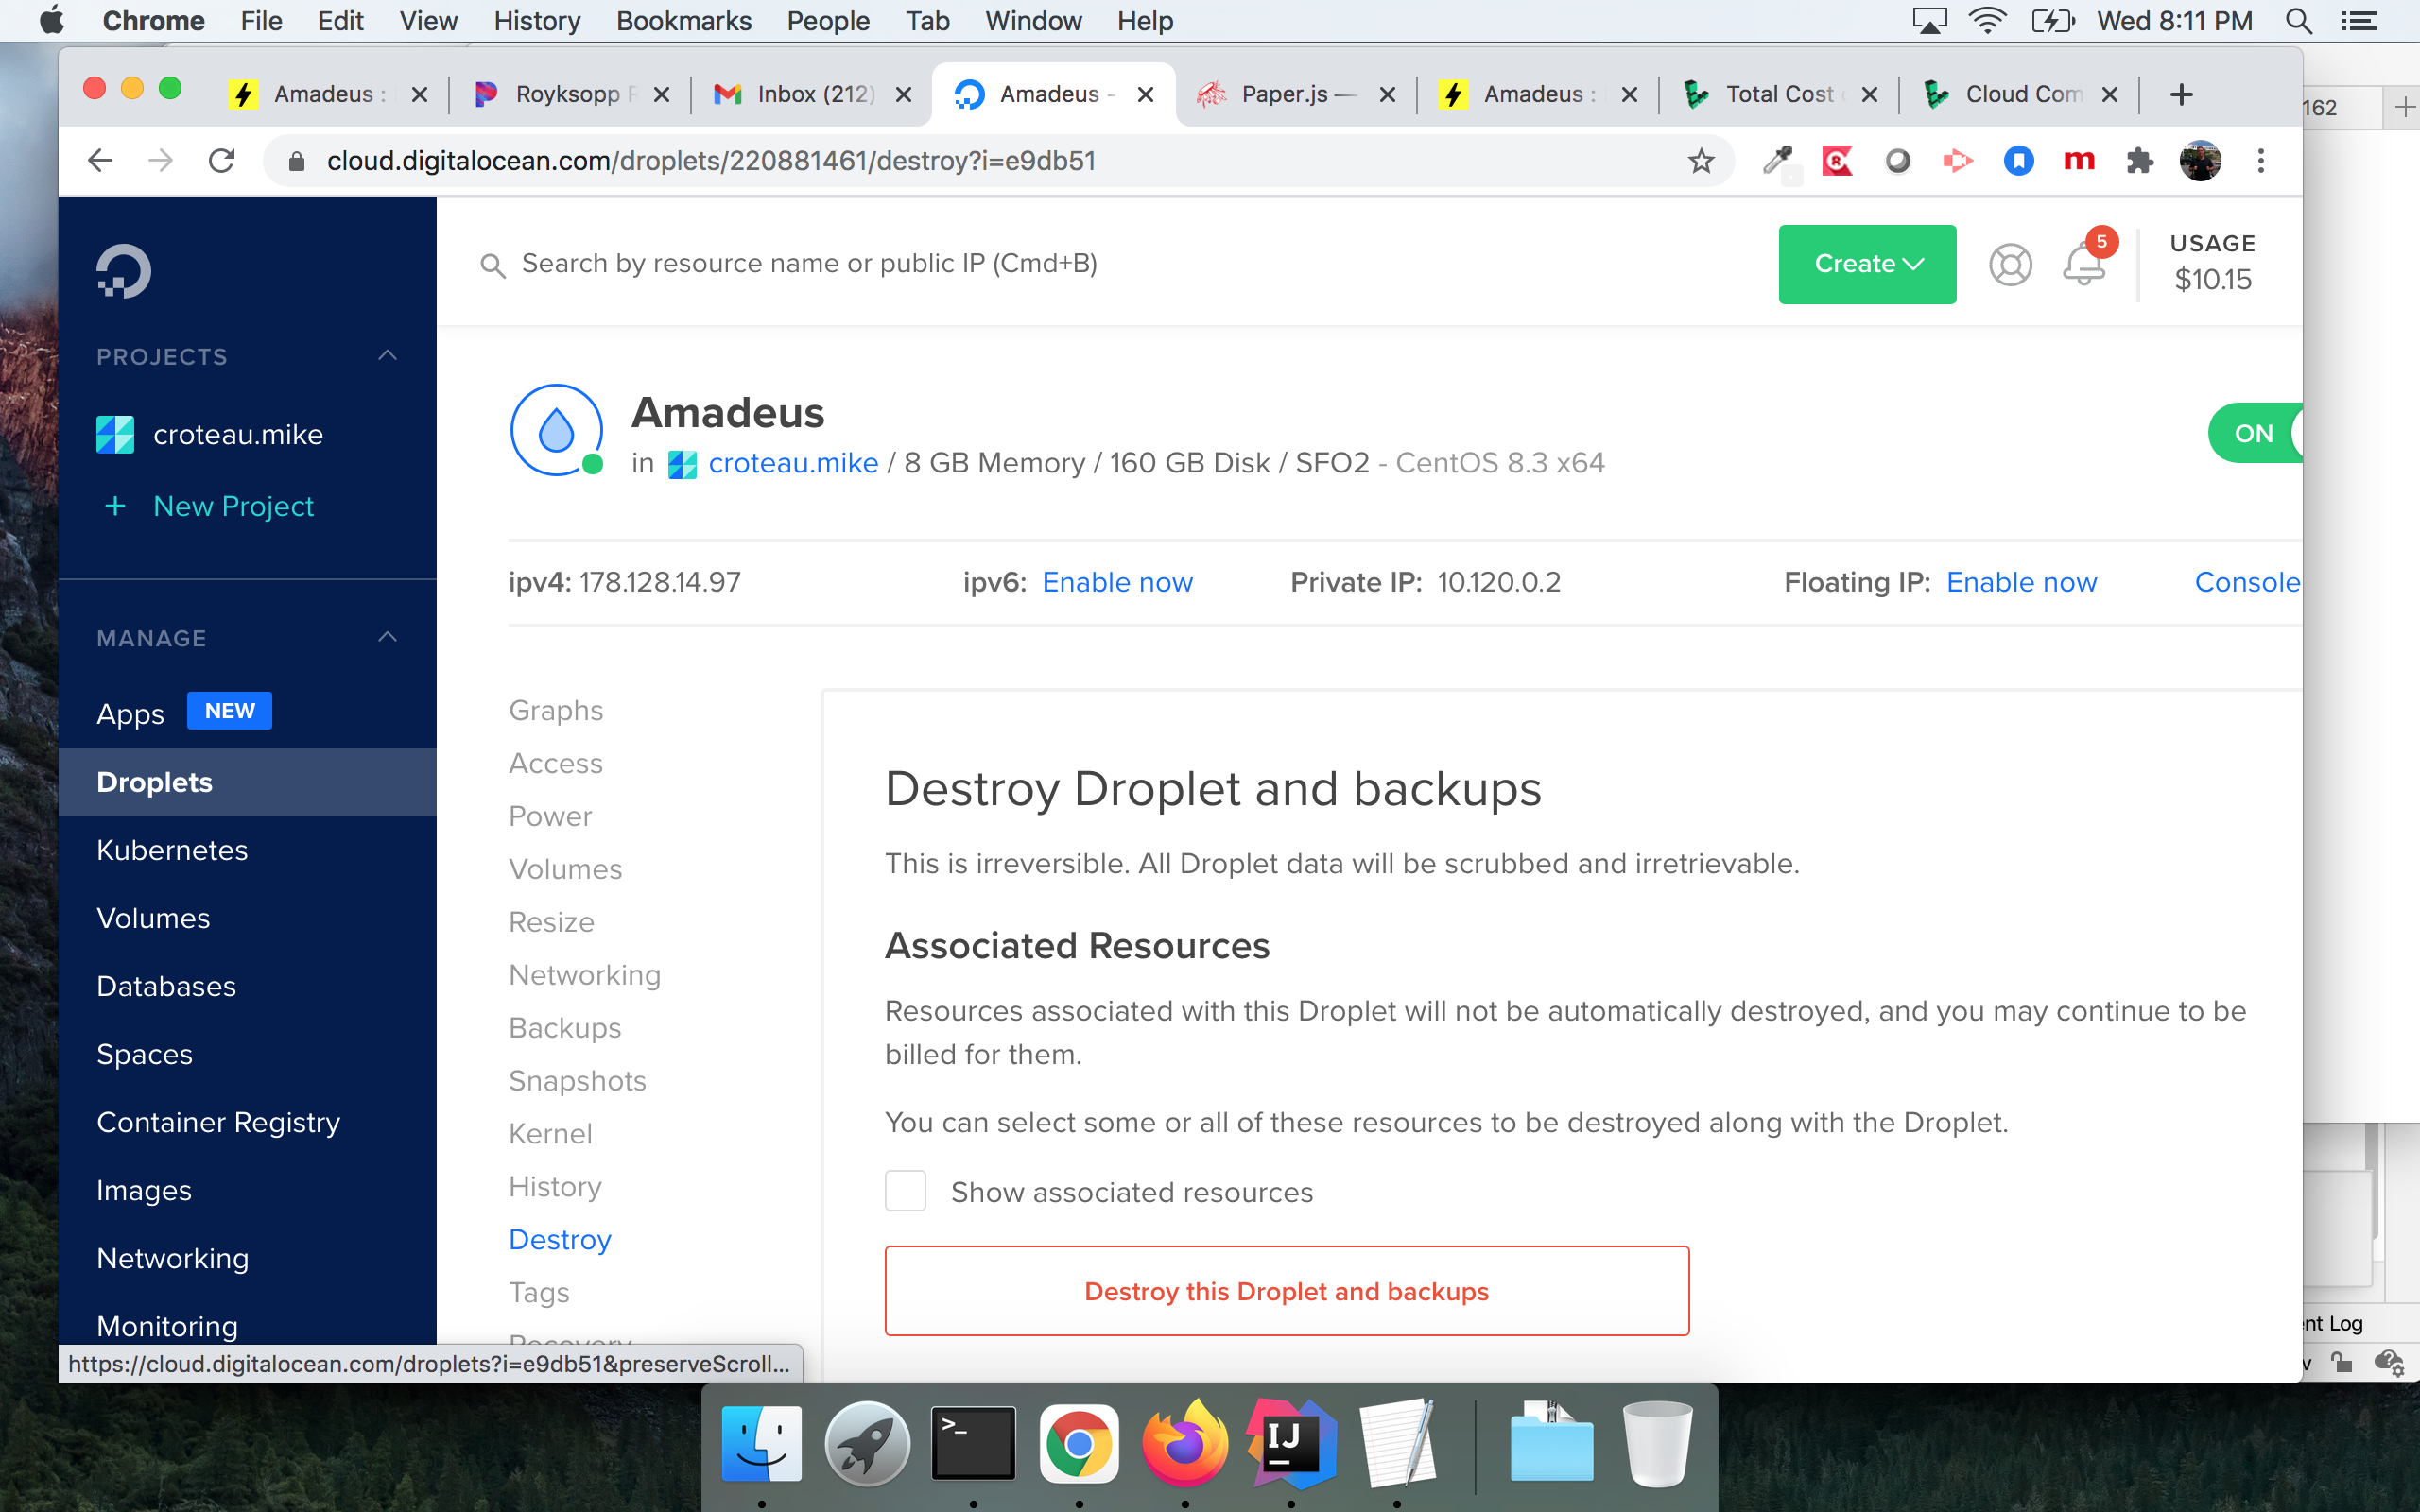 Chrome File Edit View History Bookmarks People Tab Window Help Wed 8:11 PM
Amadeus : Royksopp R Inbox (212) Amadeus - Paper.js — Amadeus : Total Cost Cloud Com
162
cloud.digitalocean.com/droplets/220881461/destroy?i=e9db51
Search by resource name or public IP (Cmd+B)
Create
5
USAGE
$10.15
PROJECTS
croteau.mike
+ New Project
MANAGE
Apps NEW
Droplets
Kubernetes
Volumes
Databases
Spaces
Container Registry
Images
Networking
Monitoring
Amadeus
in croteau.mike / 8 GB Memory / 160 GB Disk / SFO2 - CentOS 8.3 x64
ON
ipv4: 178.128.14.97 ipv6: Enable now Private IP: 10.120.0.2 Floating IP: Enable now Console
Graphs
Access
Power
Volumes
Resize
Networking
Backups
Snapshots
Kernel
History
Destroy
Tags
Recovery
Destroy Droplet and backups
This is irreversible. All Droplet data will be scrubbed and irretrievable.
Associated Resources
Resources associated with this Droplet will not be automatically destroyed, and you may continue to be
billed for them.
You can select some or all of these resources to be destroyed along with the Droplet.
Show associated resources
Destroy this Droplet and backups
https://cloud.digitalocean.com/droplets?i=e9db51&preserveScroll...
nt Log
IJ